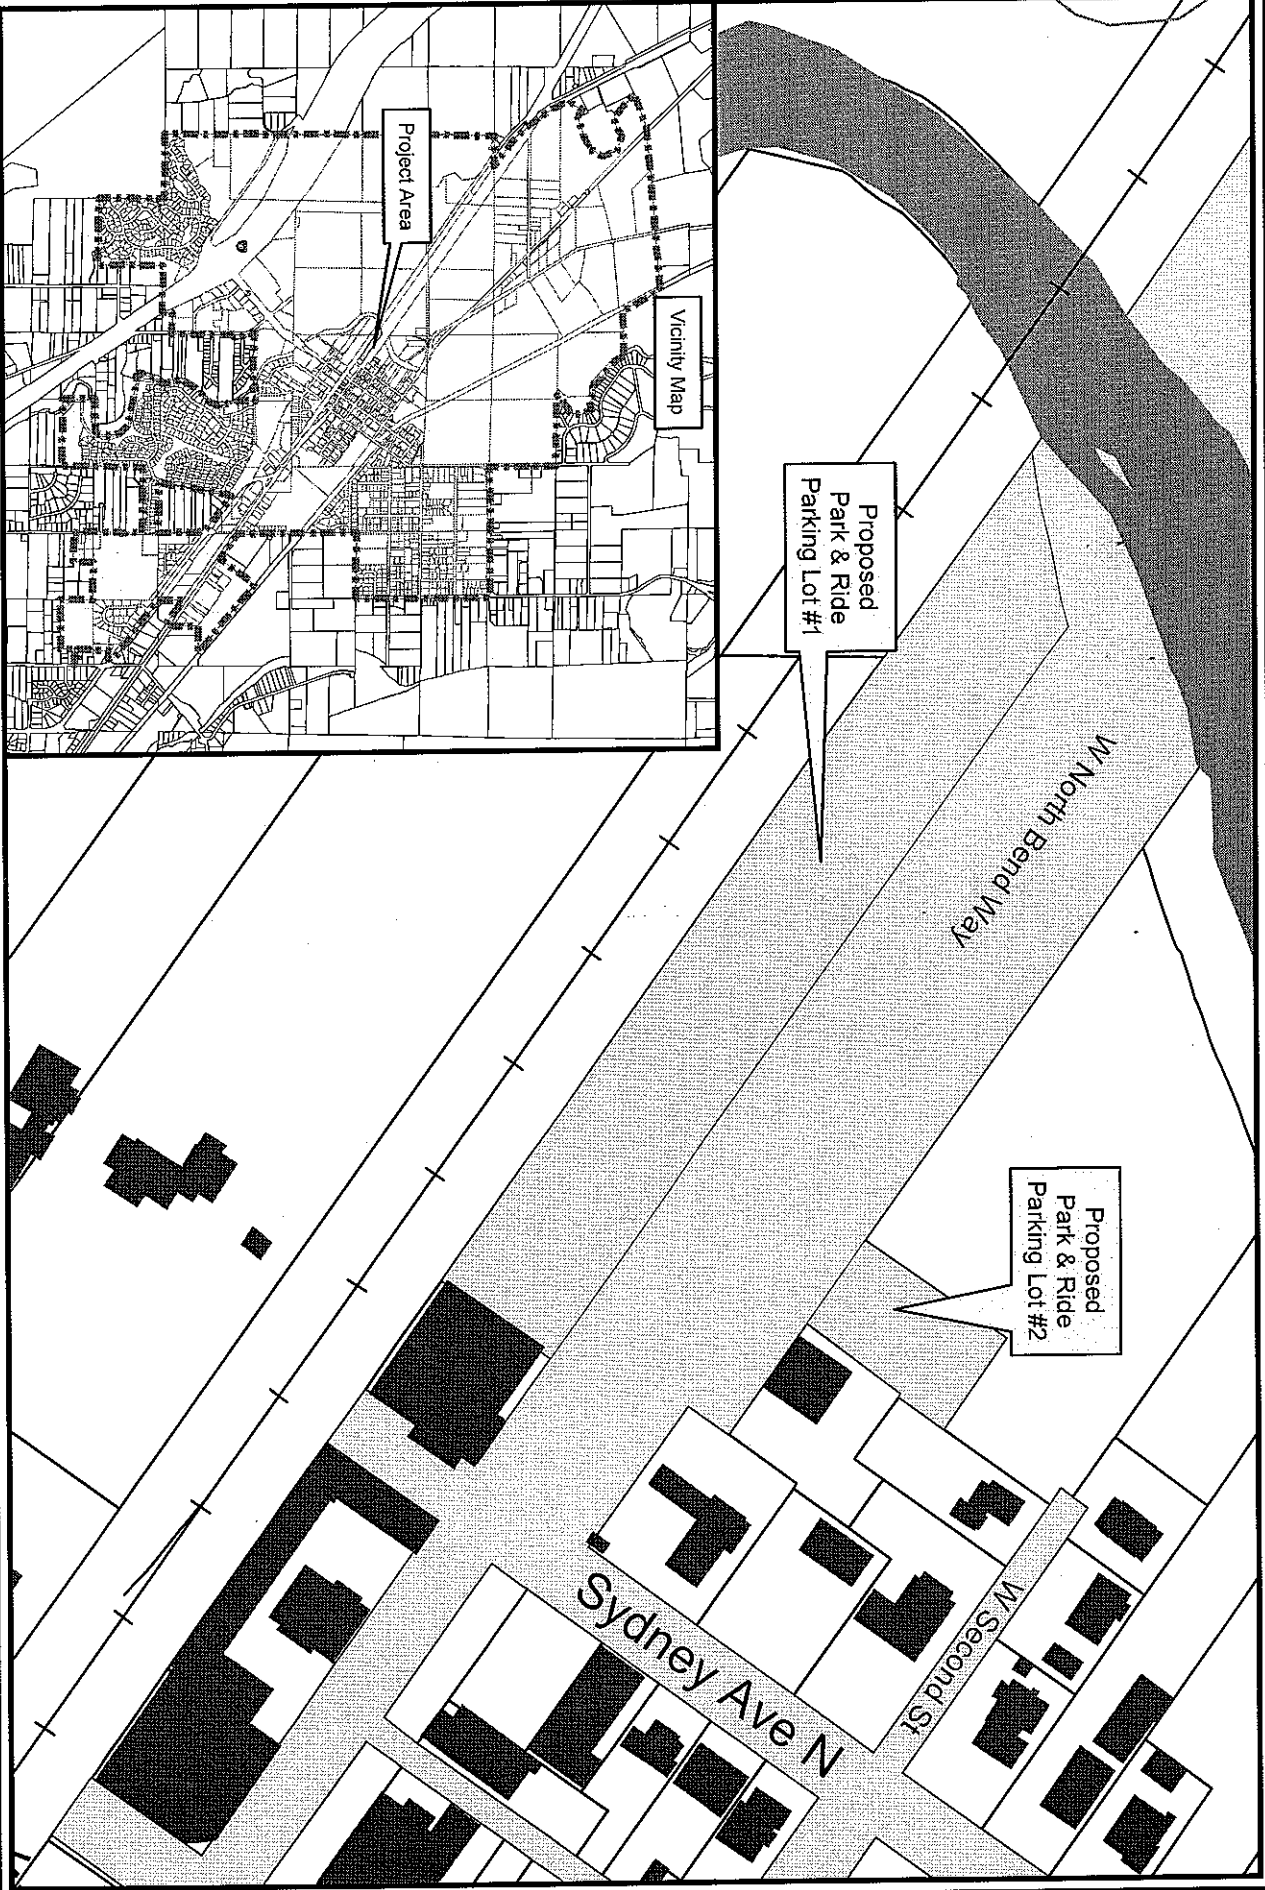 Vicinity Map
Project Area
Proposed
Park & Ride
Parking Lot #2
W North Bend Way
Proposed
Park & Ride
Parking Lot #1
W Second St
Sydney Ave N